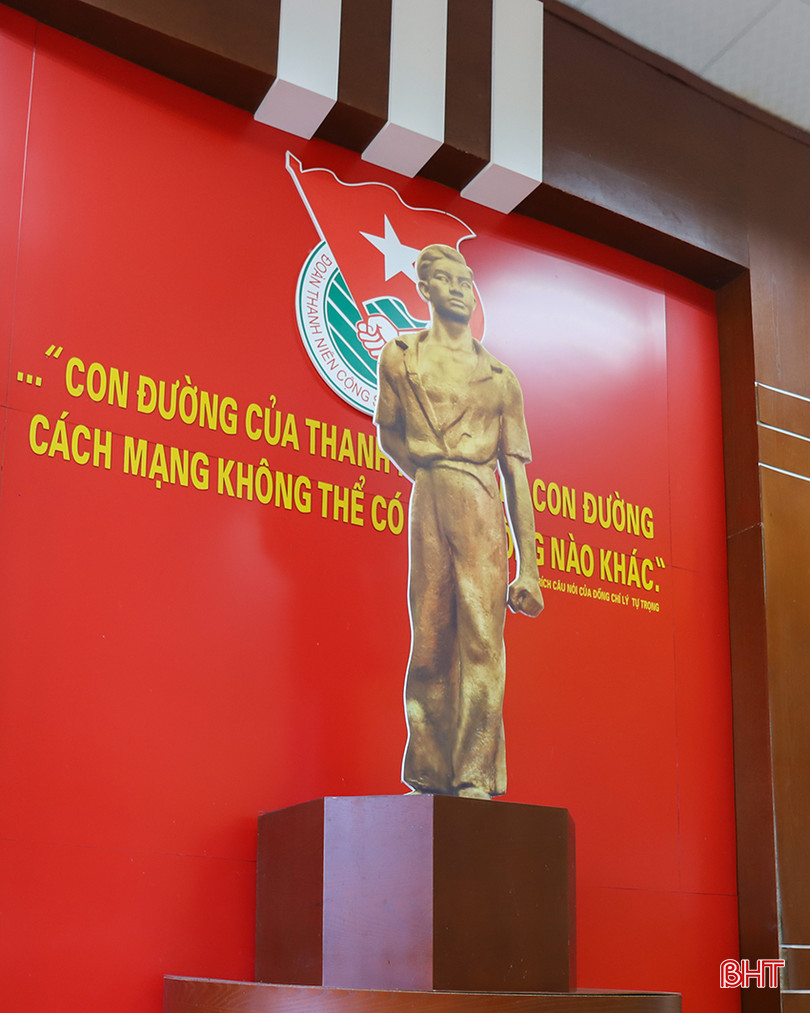 ĐOÀN THANH NIÊN CỘNG
... “CON ĐƯỜNG CỦA THANH CON ĐƯỜNG
CÁCH MẠNG KHÔNG THỂ CÓ NÀO KHÁC.“
CÂU NÓI CỦA ĐỒNG CHÍ LÝ TỰ TRỌNG
BHT